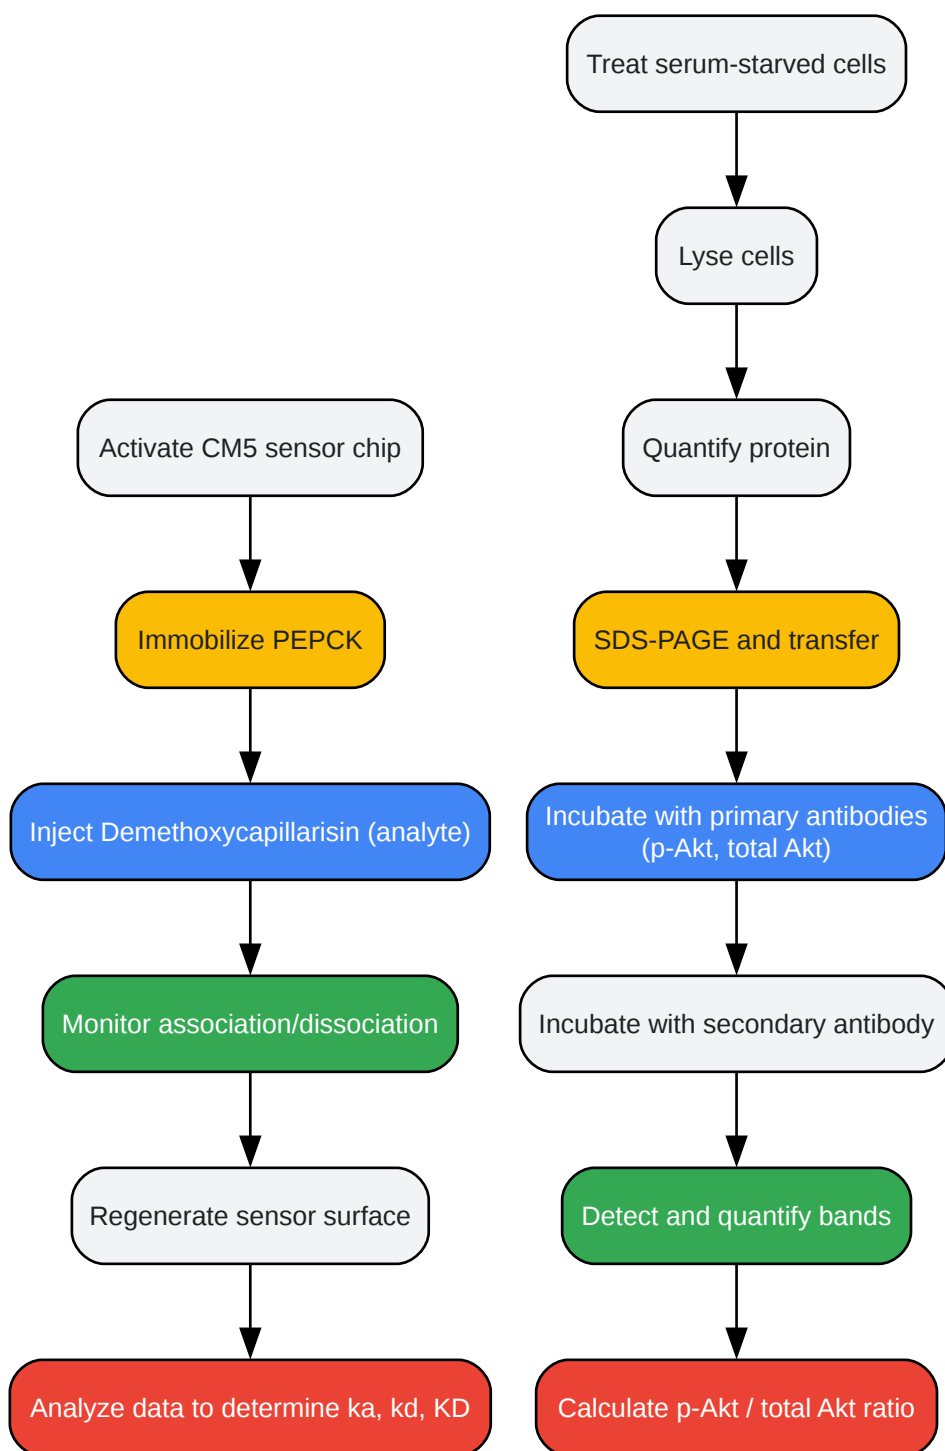 Treat serum-starved cells
Lyse cells
Quantify protein
SDS-PAGE and transfer
Incubate with primary antibodies
(p-Akt, total Akt)
Incubate with secondary antibody
Detect and quantify bands
Calculate p-Akt / total Akt ratio
Activate CM5 sensor chip
Immobilize PEPCK
Inject Demethoxycapillarisin (analyte)
Monitor association/dissociation
Regenerate sensor surface
Analyze data to determine ka, kd, KD